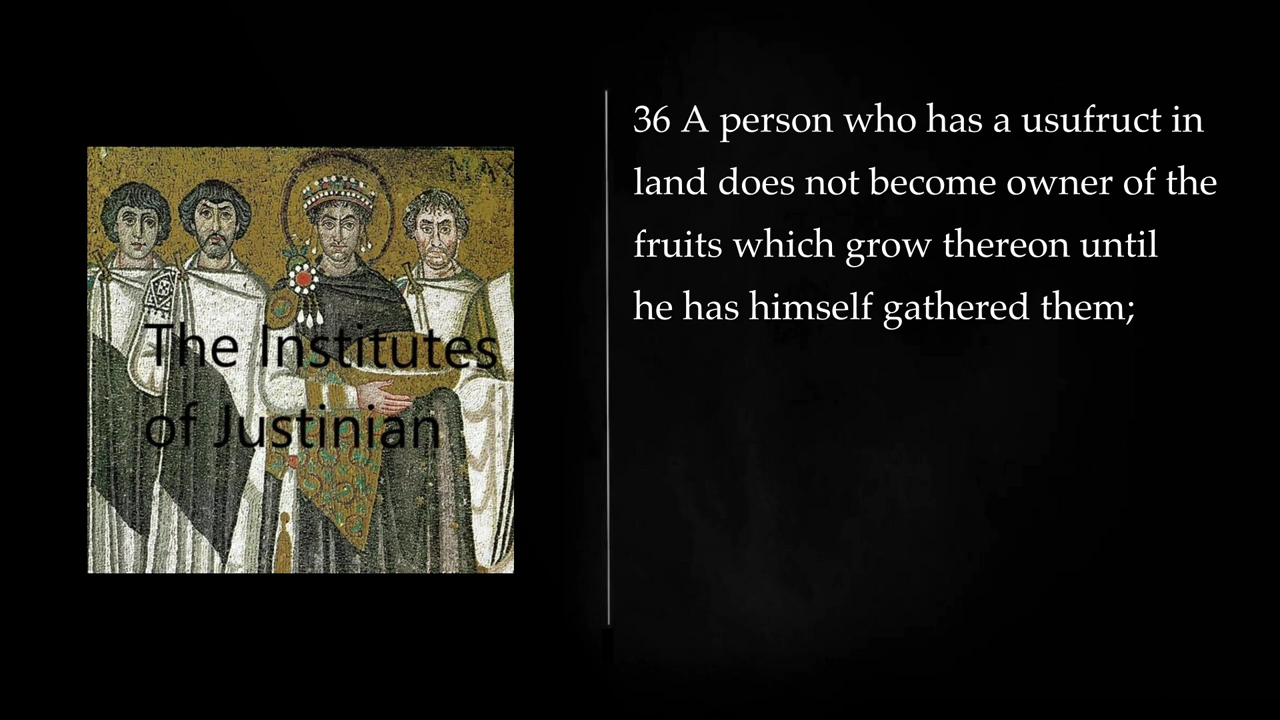 The Institutes
of Justinian
36 A person who has a usufruct in
land does not become owner of the
fruits which grow thereon until
he has himself gathered them;